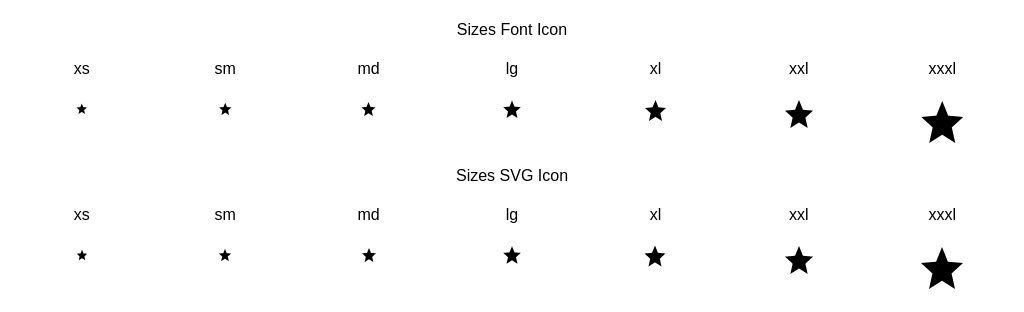 Sizes Font Icon
xs sm md lg xl xxl xxxl
Sizes SVG Icon
xs sm md lg xl xxl xxxl